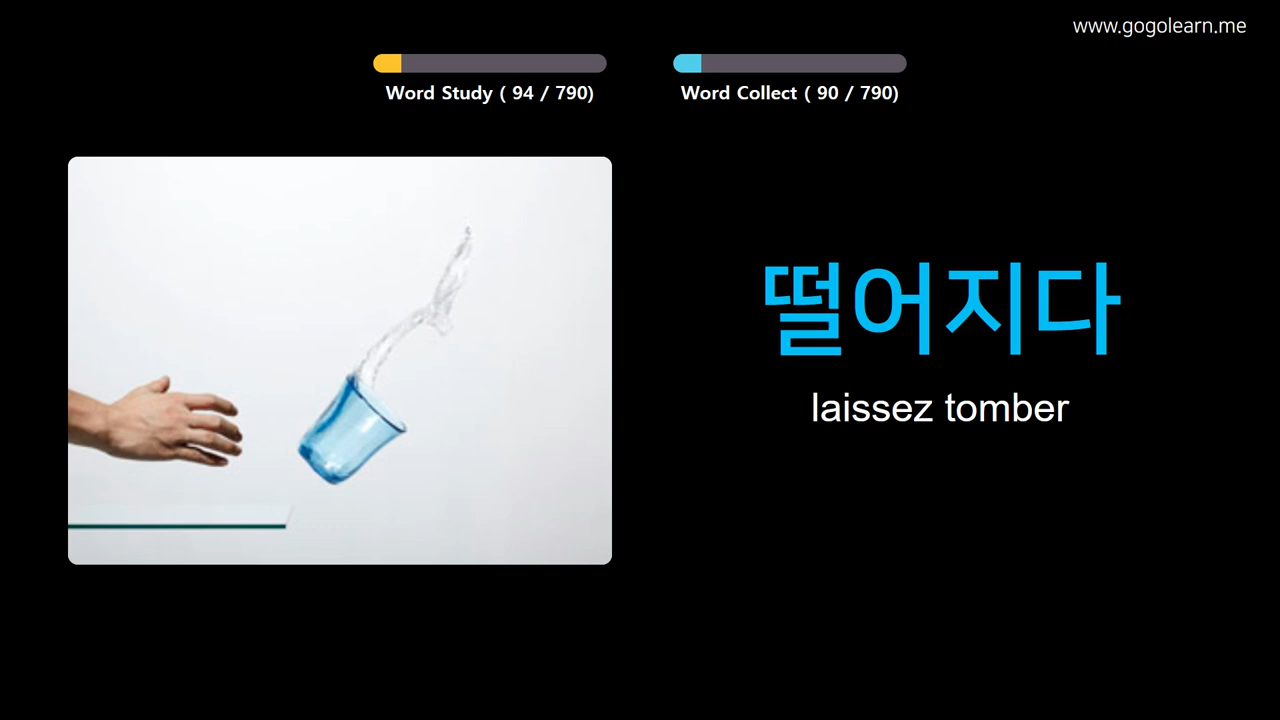 www.gogolearn.me
Word Study ( 94 / 790)
Word Collect ( 90 / 790)
떨어지다
laissez tomber